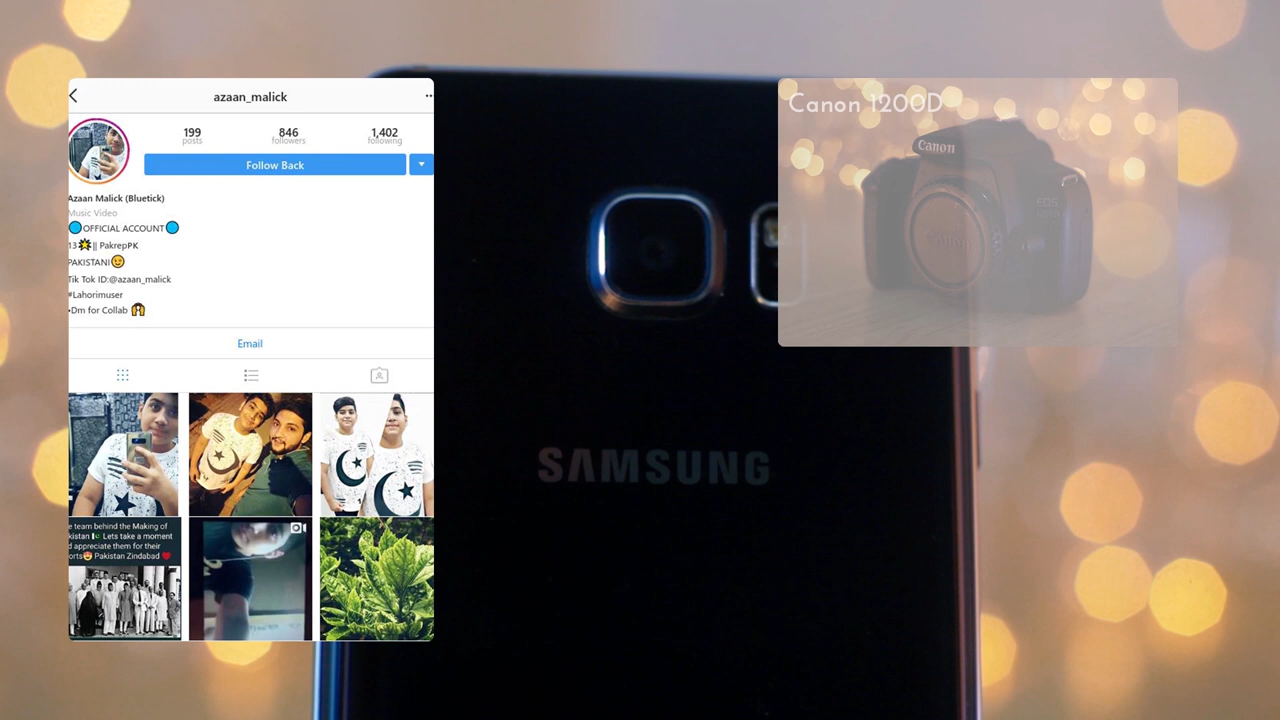 azaan_malick
199
posts
846
followers
1,402
following
Follow Back
Azaan Malick (Bluetick)
Music Video
🔵OFFICIAL ACCOUNT🔵
13💥|| PakrepPK
PAKISTANI😉
Tik Tok ID:@azaan_malick
#Lahorimuser
•Dm for Collab 🙌
Email
team behind the Making of
Lets take a moment
appreciate them for their
😍 Pakistan Zindabad ❤️
Canon 1200D
Canon
EOS
SAMSUNG